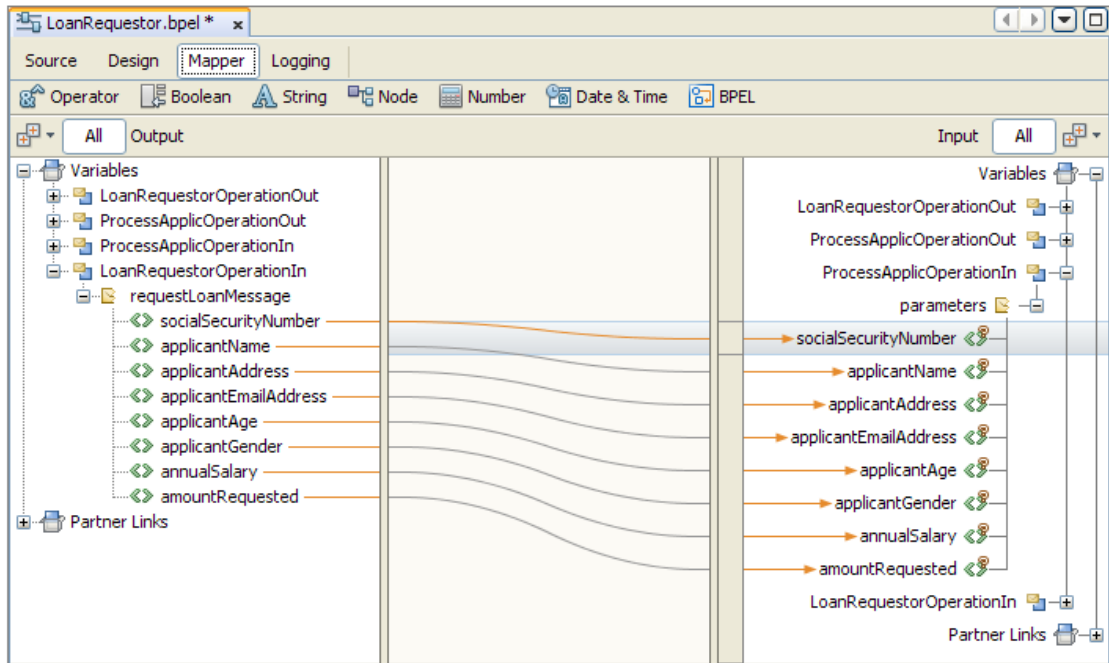 LoanRequestor.bpel * x
Source Design Mapper Logging
Operator Boolean String Node Number Date & Time BPEL
All Output Input All
Variables
LoanRequestorOperationOut
ProcessApplicOperationOut
ProcessApplicOperationIn
LoanRequestorOperationIn
requestLoanMessage
socialSecurityNumber
applicantName
applicantAddress
applicantEmailAddress
applicantAge
applicantGender
annualSalary
amountRequested
Partner Links
Variables
LoanRequestorOperationOut
ProcessApplicOperationOut
ProcessApplicOperationIn
parameters
socialSecurityNumber
applicantName
applicantAddress
applicantEmailAddress
applicantAge
applicantGender
annualSalary
amountRequested
LoanRequestorOperationIn
Partner Links